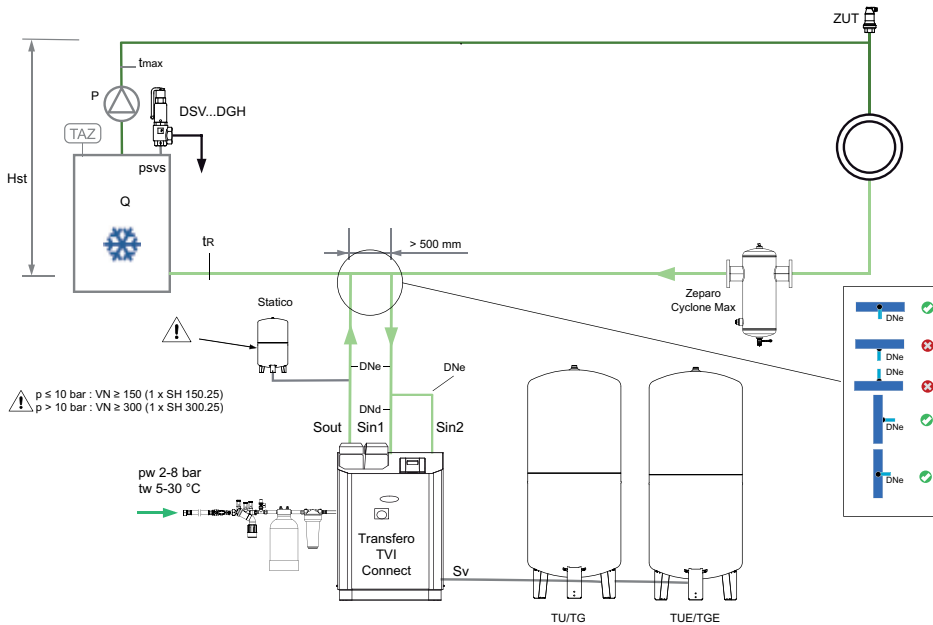 ZUT
tmax
P
DSV...DGH
TAZ
psvs
Hst
Q
tR
> 500 mm
Zeparo
Cyclone Max
Statico
DNe
DNe
DNe
DNe
DNe
DNe
DNe
p ≤ 10 bar : VN ≥ 150 (1 x SH 150.25)
p > 10 bar : VN ≥ 300 (1 x SH 300.25)
DNd
Sout
Sin1
Sin2
pw 2-8 bar
tw 5-30 °C
Transfero
TVI
Connect
Sv
TU/TG
TUE/TGE